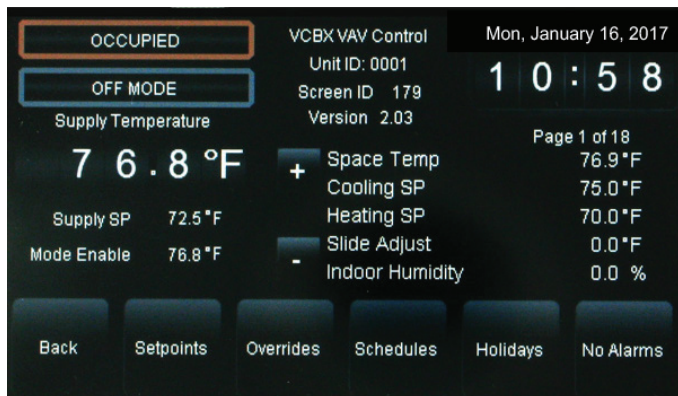 OCCUPIED
OFF MODE
Supply Temperature
76.8 °F
Supply SP 72.5°F
Mode Enable 76.8°F
VCBX VAV Control
Unit ID: 0001
Screen ID 179
Version 2.03
Mon, January 16, 2017
10:58
Page 1 of 18
+
-
Space Temp 76.9°F
Cooling SP 75.0°F
Heating SP 70.0°F
Slide Adjust 0.0°F
Indoor Humidity 0.0 %
Back
Setpoints
Overrides
Schedules
Holidays
No Alarms